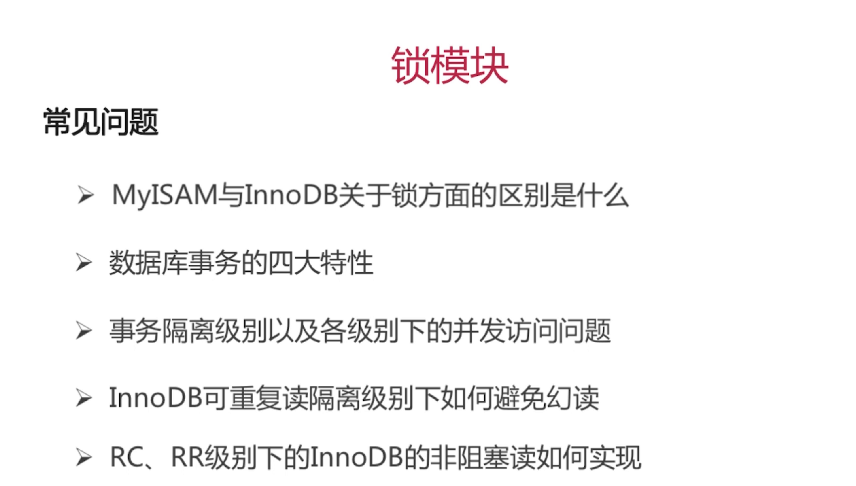 锁模块
常见问题
➢ MyISAM与InnoDB关于锁方面的区别是什么
➢ 数据库事务的四大特性
➢ 事务隔离级别以及各级别下的并发访问问题
➢ InnoDB可重复读隔离级别下如何避免幻读
➢ RC、RR级别下的InnoDB的非阻塞读如何实现